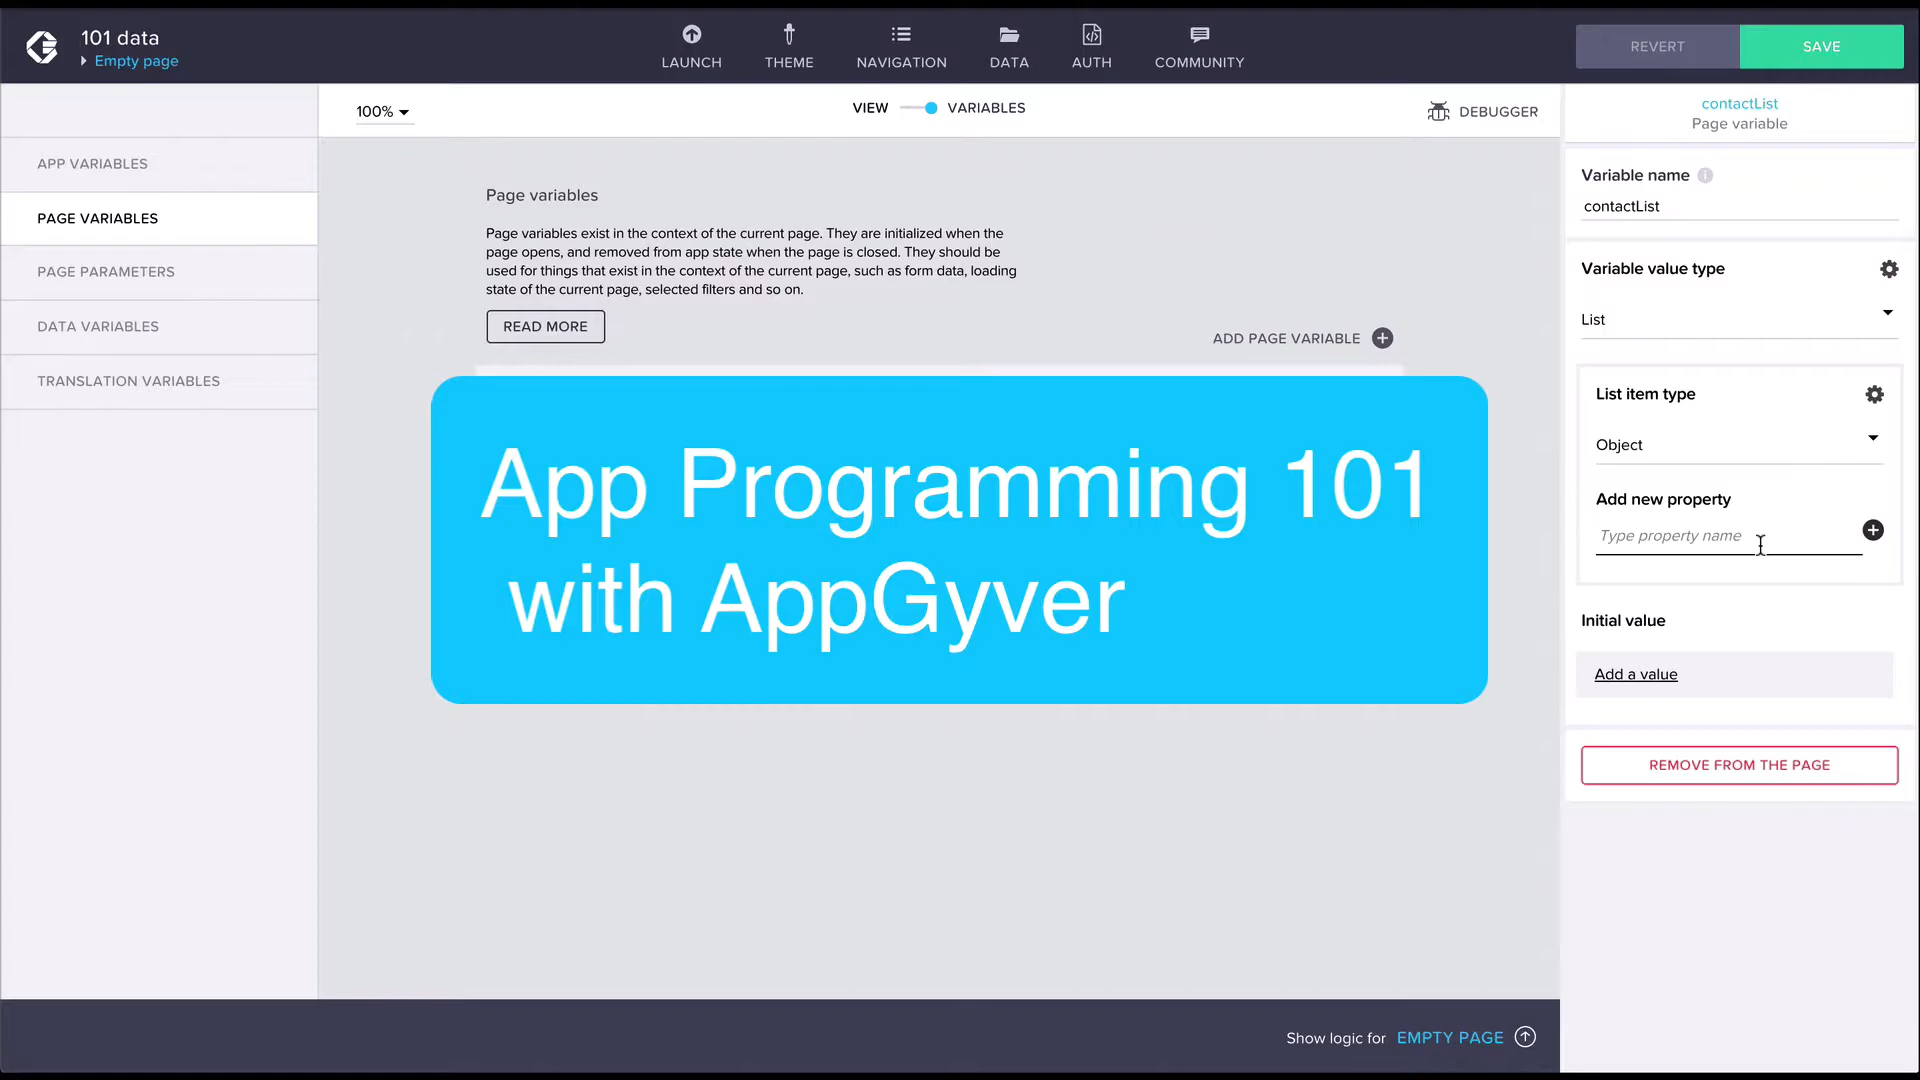 101 data
Empty page
LAUNCH
THEME
NAVIGATION
DATA
AUTH
COMMUNITY
REVERT
SAVE
100%
VIEW
VARIABLES
DEBUGGER
APP VARIABLES
PAGE VARIABLES
PAGE PARAMETERS
DATA VARIABLES
TRANSLATION VARIABLES
Page variables
Page variables exist in the context of the current page. They are initialized when the
page opens, and removed from app state when the page is closed. They should be
used for things that exist in the context of the current page, such as form data, loading
state of the current page, selected filters and so on.
READ MORE
ADD PAGE VARIABLE
App Programming 101
with AppGyver
contactList
Page variable
Variable name
contactList
Variable value type
List
List item type
Object
Add new property
Type property name
Initial value
Add a value
REMOVE FROM THE PAGE
Show logic for EMPTY PAGE